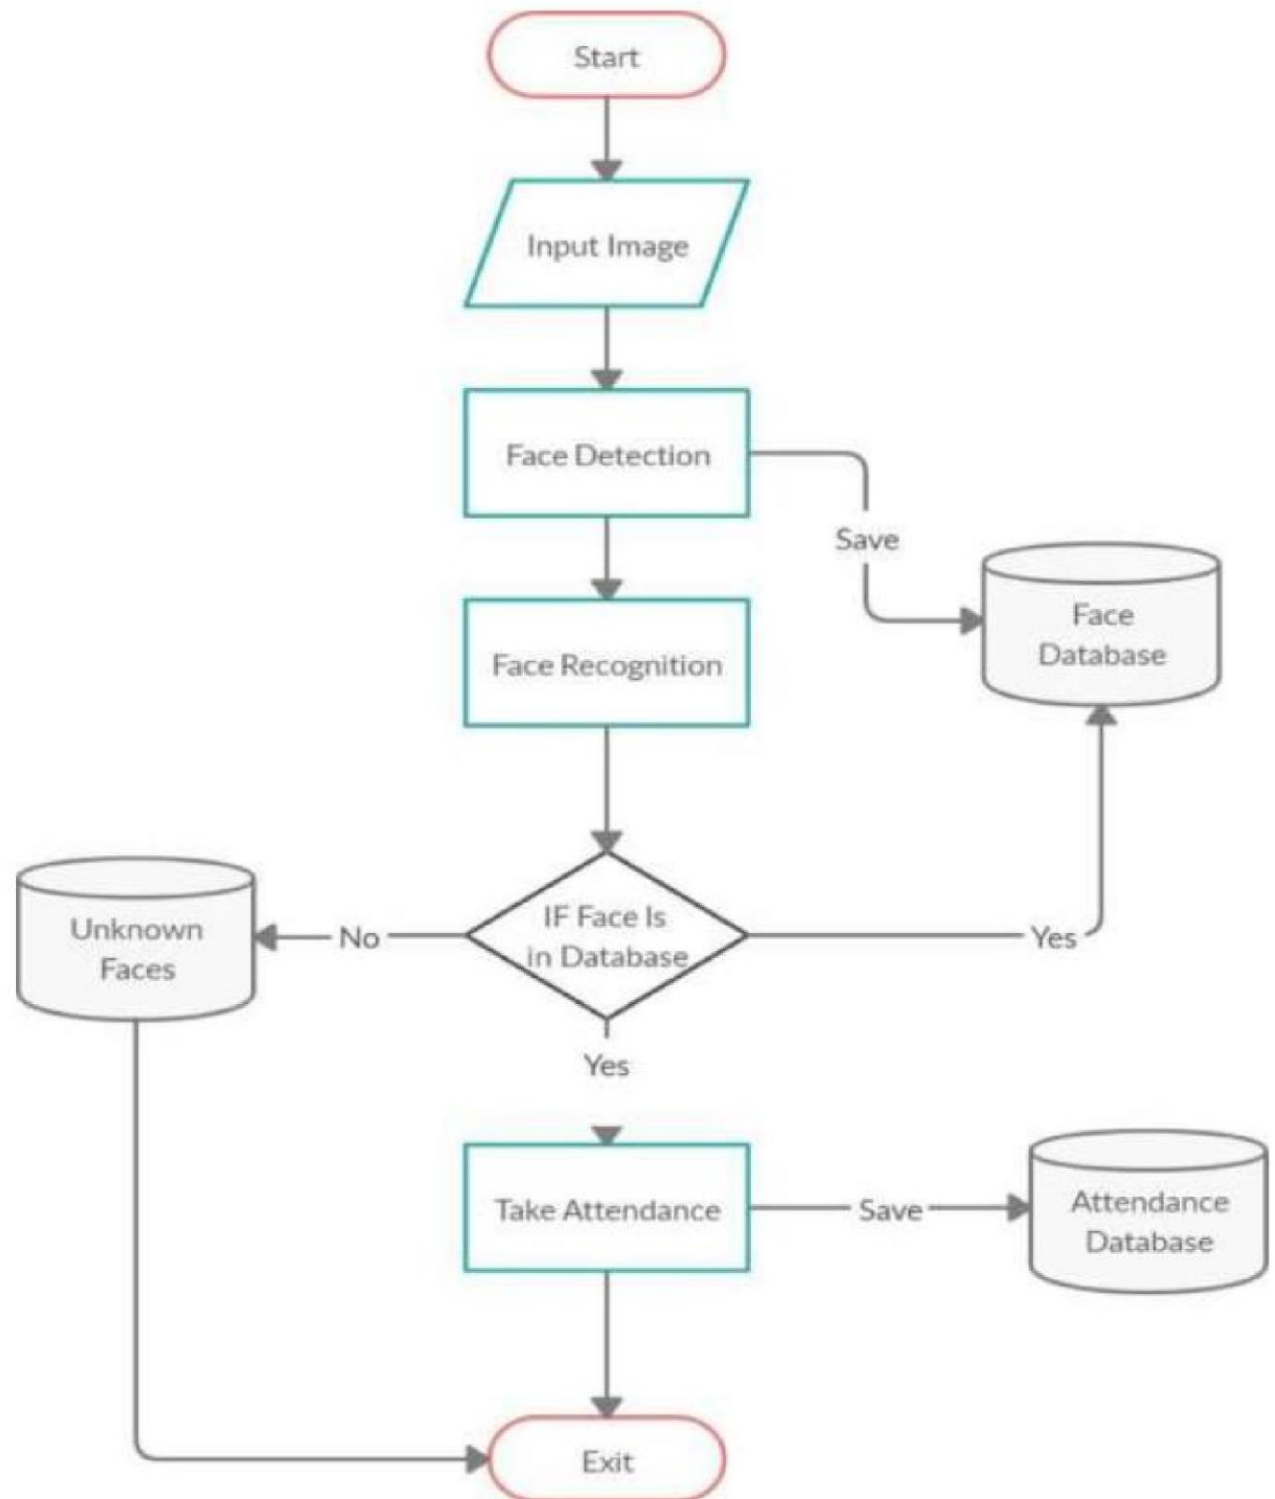 Start
Input Image
Face Detection
Save
Face
Database
Face Recognition
IF Face Is
in Database
No
Unknown
Faces
Yes
Yes
Take Attendance
Save
Attendance
Database
Exit